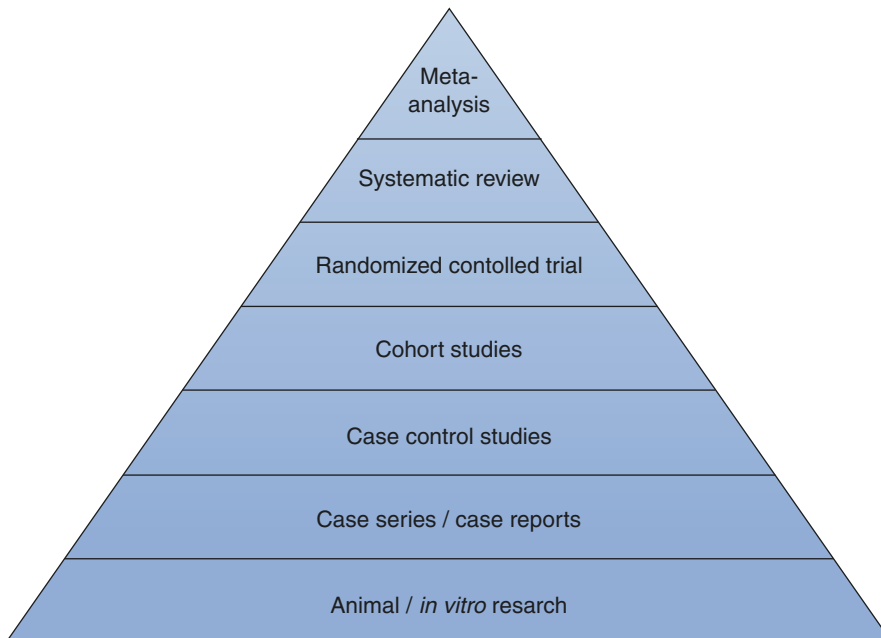 Meta-
analysis
Systematic review
Randomized contolled trial
Cohort studies
Case control studies
Case series / case reports
Animal / in vitro resarch